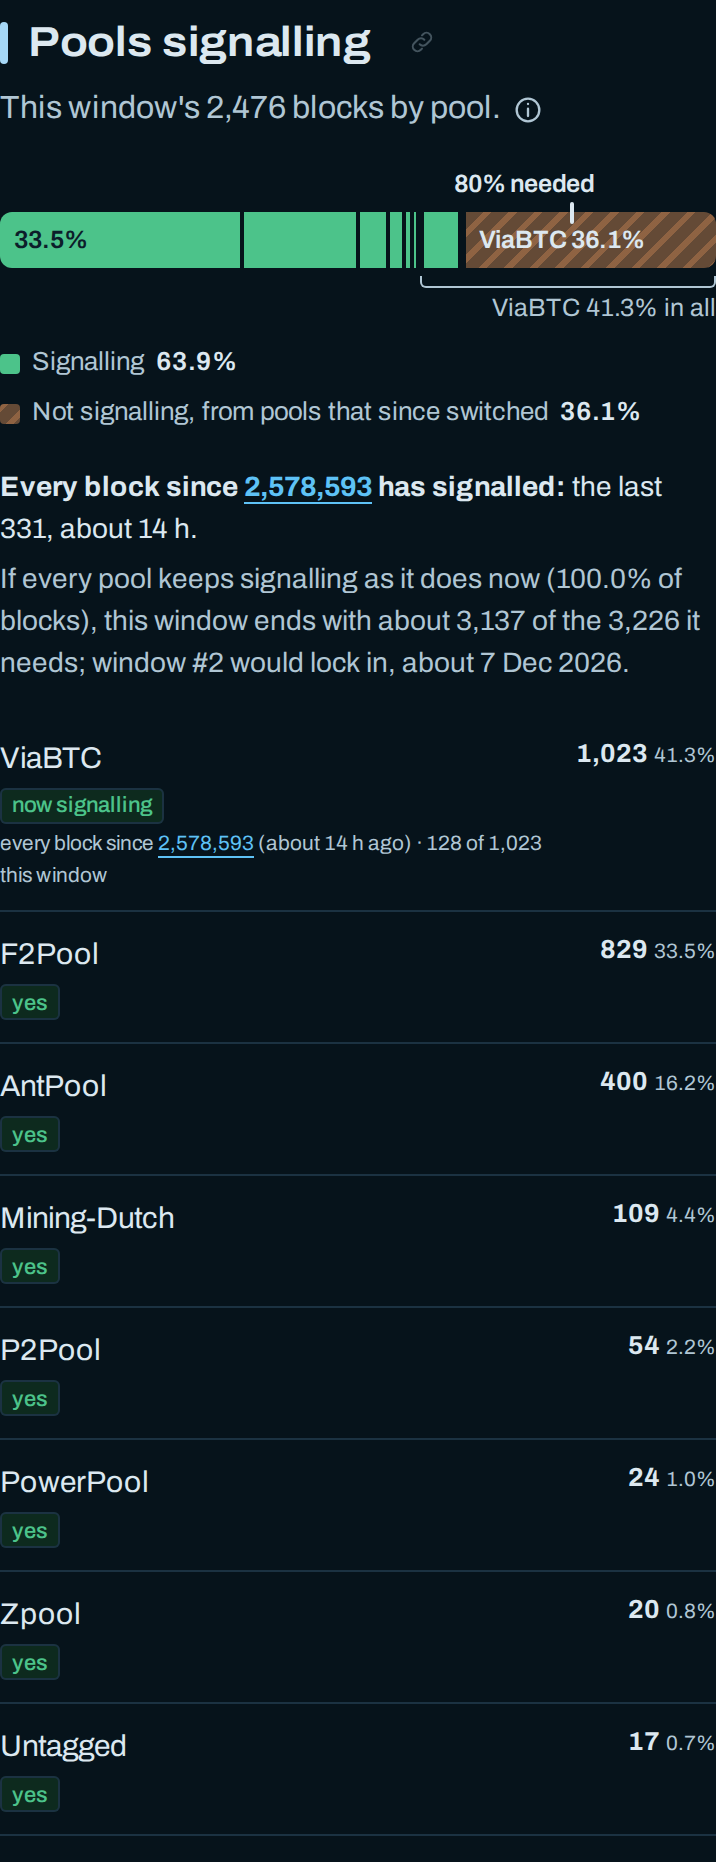 Pools signalling
This window's 2,476 blocks by pool.
80% needed
33.5%
ViaBTC 36.1%
ViaBTC 41.3% in all
Signalling 63.9%
Not signalling, from pools that since switched 36.1%
Every block since 2,578,593 has signalled: the last
331, about 14 h.
If every pool keeps signalling as it does now (100.0% of
blocks), this window ends with about 3,137 of the 3,226 it
needs; window #2 would lock in, about 7 Dec 2026.
ViaBTC 1,023 41.3%
now signalling
every block since 2,578,593 (about 14 h ago) · 128 of 1,023
this window
F2Pool 829 33.5%
yes
AntPool 400 16.2%
yes
Mining-Dutch 109 4.4%
yes
P2Pool 54 2.2%
yes
PowerPool 24 1.0%
yes
Zpool 20 0.8%
yes
Untagged 17 0.7%
yes